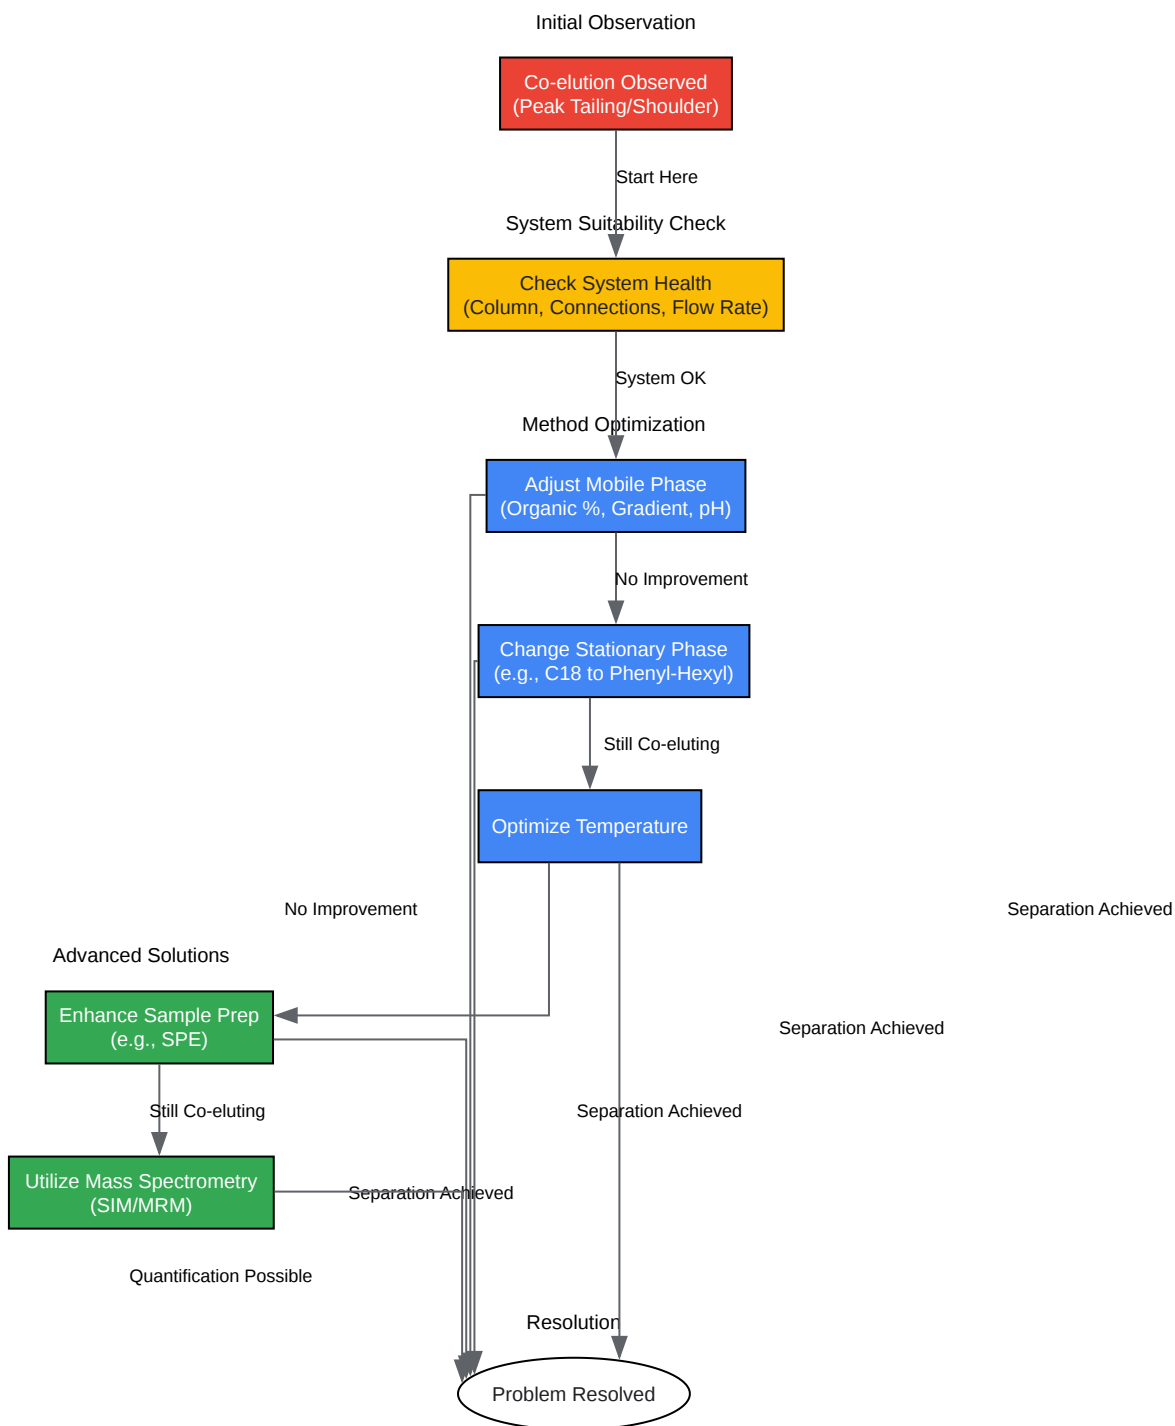 Initial Observation
Co-elution Observed
(Peak Tailing/Shoulder)
Start Here
System Suitability Check
Check System Health
(Column, Connections, Flow Rate)
System OK
Method Optimization
Adjust Mobile Phase
(Organic %, Gradient, pH)
No Improvement
Change Stationary Phase
(e.g., C18 to Phenyl-Hexyl)
Still Co-eluting
Optimize Temperature
No Improvement
Separation Achieved
Advanced Solutions
Enhance Sample Prep
(e.g., SPE)
Separation Achieved
Still Co-eluting
Separation Achieved
Utilize Mass Spectrometry
(SIM/MRM)
Separation Achieved
Quantification Possible
Resolution
Problem Resolved